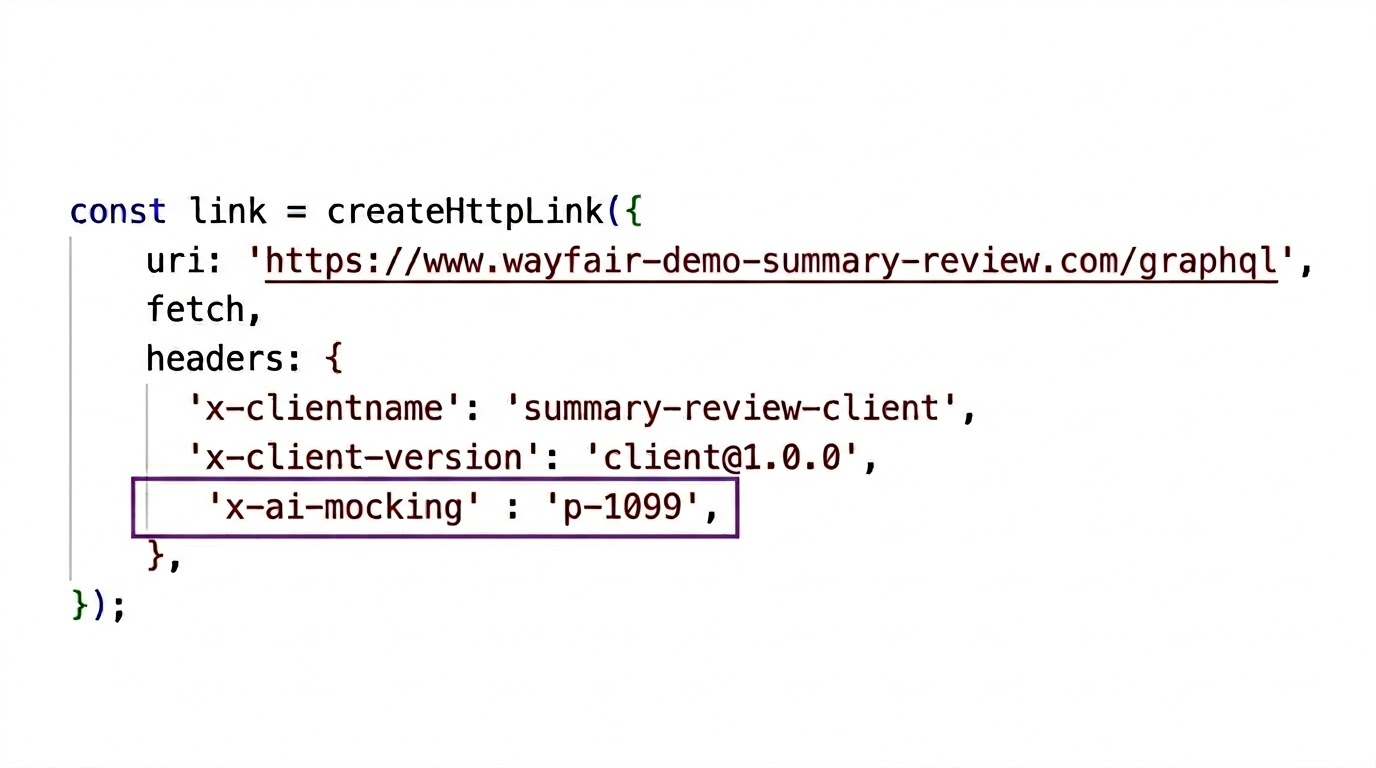 const link = createHttpLink({
uri: 'https://www.wayfair-demo-summary-review.com/graphql',
fetch,
headers: {
'x-clientname': 'summary-review-client',
'x-client-version': 'client@1.0.0',
'x-ai-mocking' : 'p-1099',
},
});